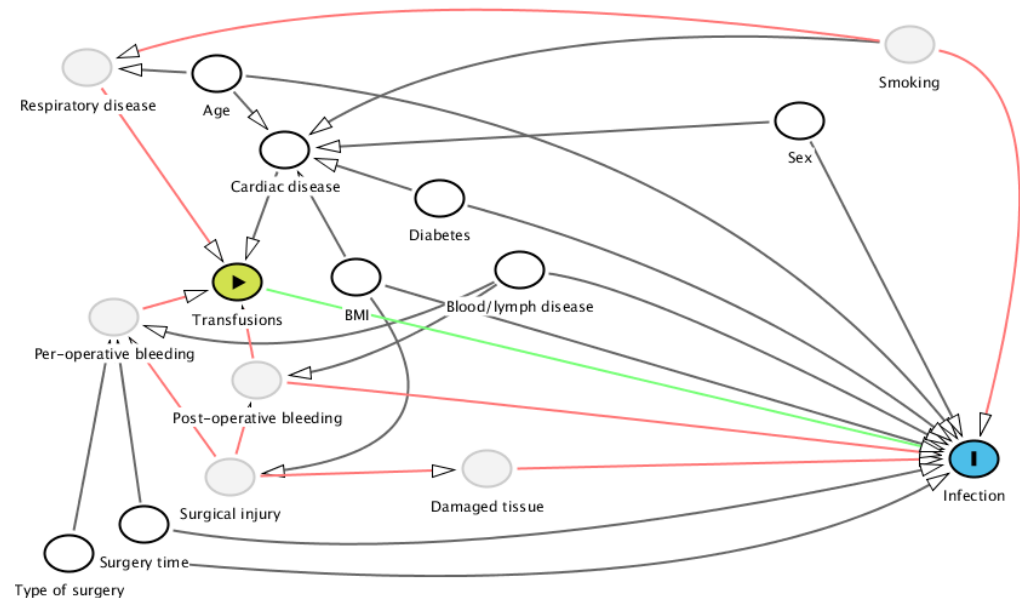 Smoking
Respiratory disease
Age
Sex
Cardiac disease
Diabetes
Blood/lymph disease
BMI
Transfusions
Per-operative bleeding
Post-operative bleeding
Infection
Damaged tissue
Surgical injury
Surgery time
Type of surgery